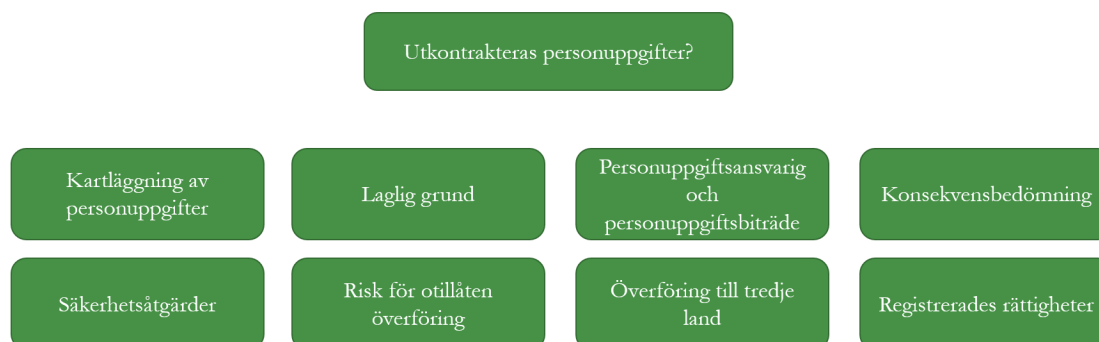 Utkontrakteras personuppgifter?
Kartläggning av
personuppgifter
Laglig grund
Personuppgiftsansvarig
och
personuppgiftsbiträde
Konsekvensbedömning
Säkerhetsåtgärder
Risk för otillåten
överföring
Överföring till tredje
land
Registrerades rättigheter